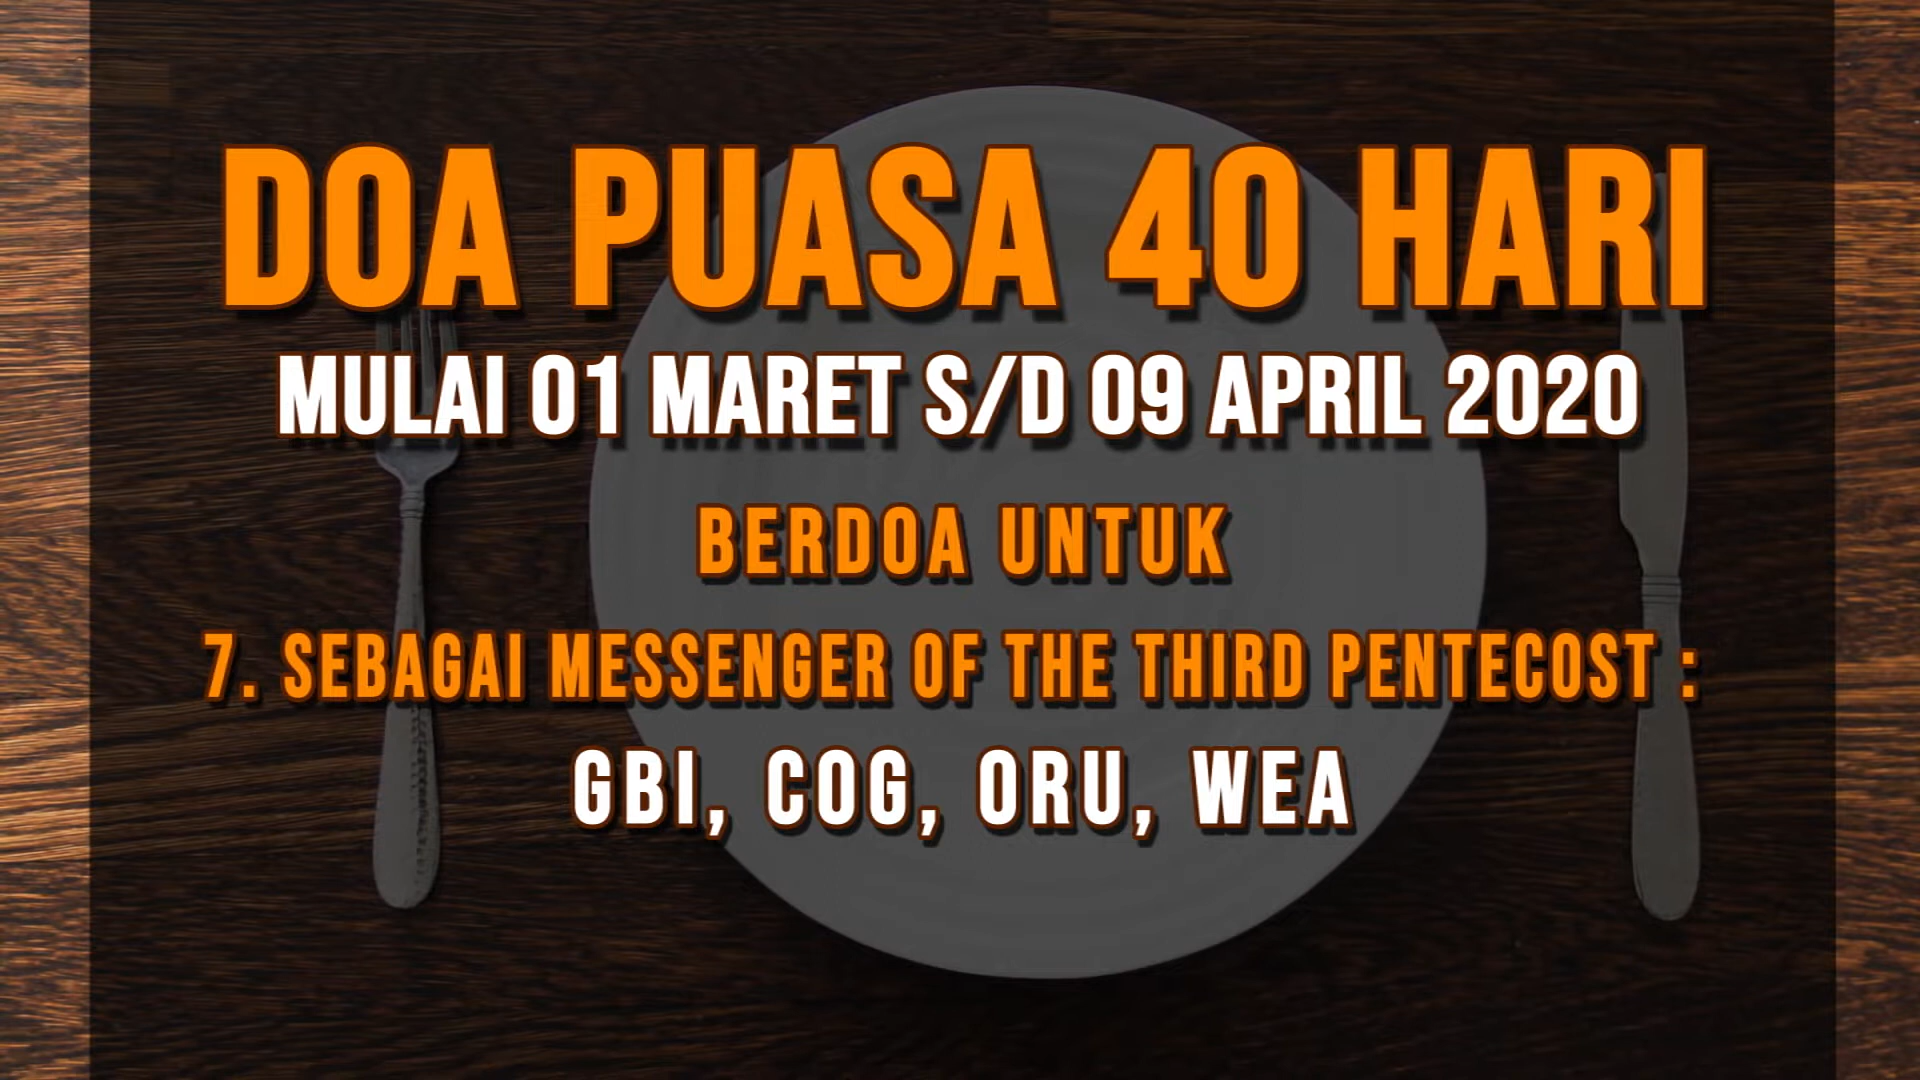 DOA PUASA 40 HARI
MULAI 01 MARET S/D 09 APRIL 2020
BERDOA UNTUK
7. SEBAGAI MESSENGER OF THE THIRD PENTECOST :
GBI, COG, ORU, WEA